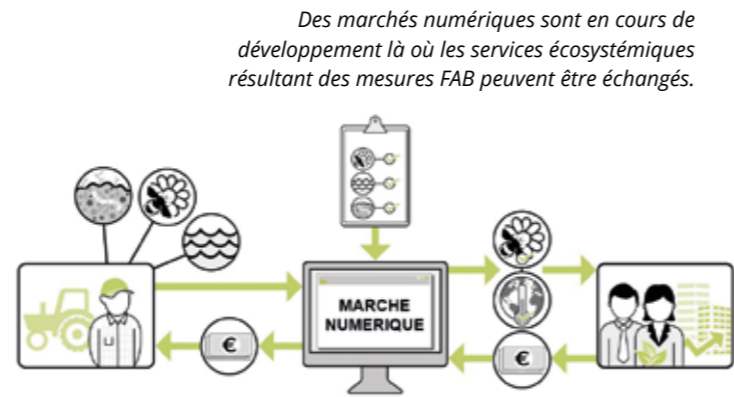 Des marchés numériques sont en cours de
développement là où les services écosystémiques
résultant des mesures FAB peuvent être échangés.
MARCHE
NUMERIQUE
€
€